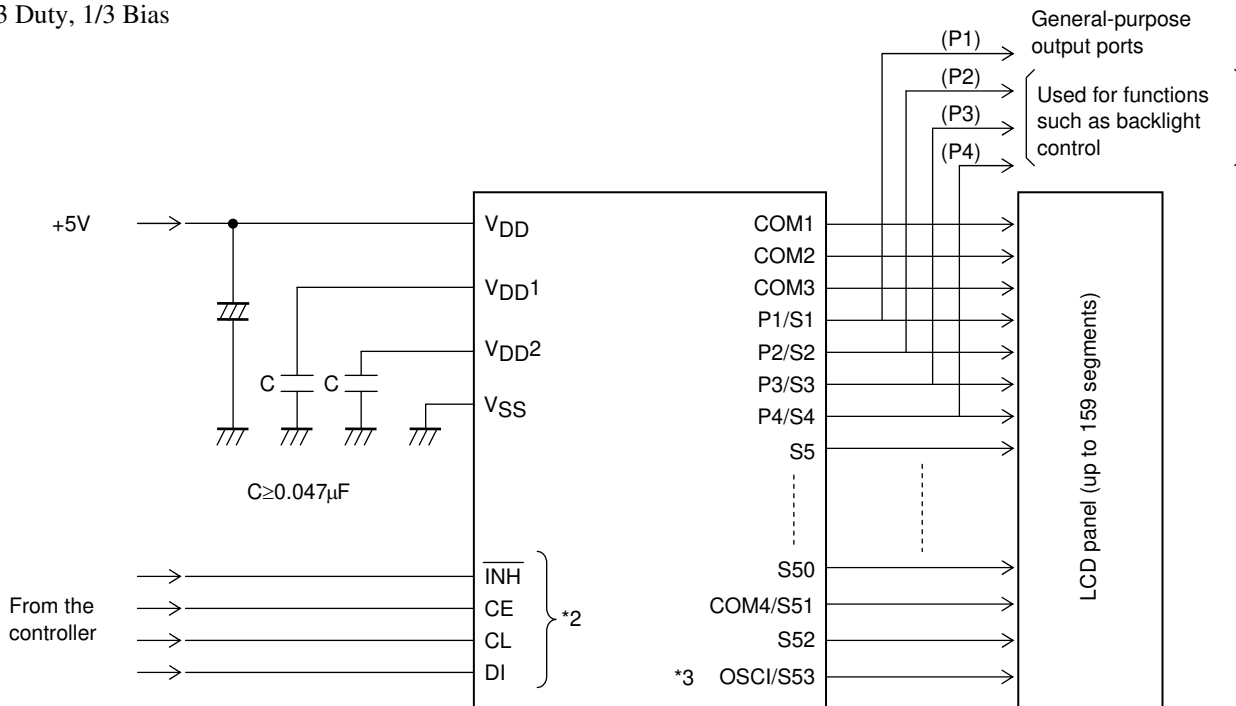 3 Duty, 1/3 Bias
General-purpose
output ports
(P1)
(P2)
(P3)
(P4)
Used for functions
such as backlight
control
+5V
VDD
VDD1
VDD2
VSS
C
C
C≥0.047μF
COM1
COM2
COM3
P1/S1
P2/S2
P3/S3
P4/S4
S5
S50
COM4/S51
S52
*3 OSCI/S53
LCD panel (up to 159 segments)
From the
controller
INH
CE
CL
DI
*2